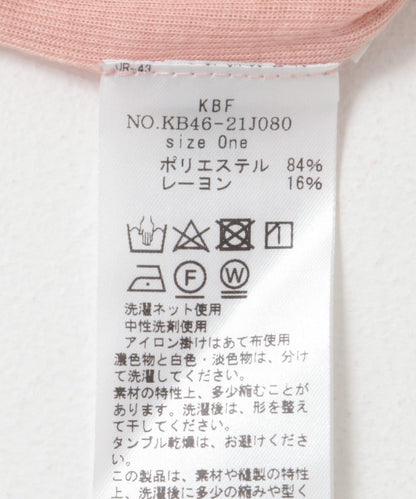 KBF
NO.KB46-21J080
size One
ポリエステル 84%
レーヨン 16%
洗濯ネット使用
中性洗剤使用
アイロン掛けはあて布使用
濃色物と白色・淡色物は、分け
て洗濯してください。
素材の特性上、多少縮むことが
あります。洗濯後は、形を整え
て干してください。
タンブル乾燥は、お避けくださ
い。
この製品は、素材や縫製の特性
上、洗濯後に多少の縮みや型く